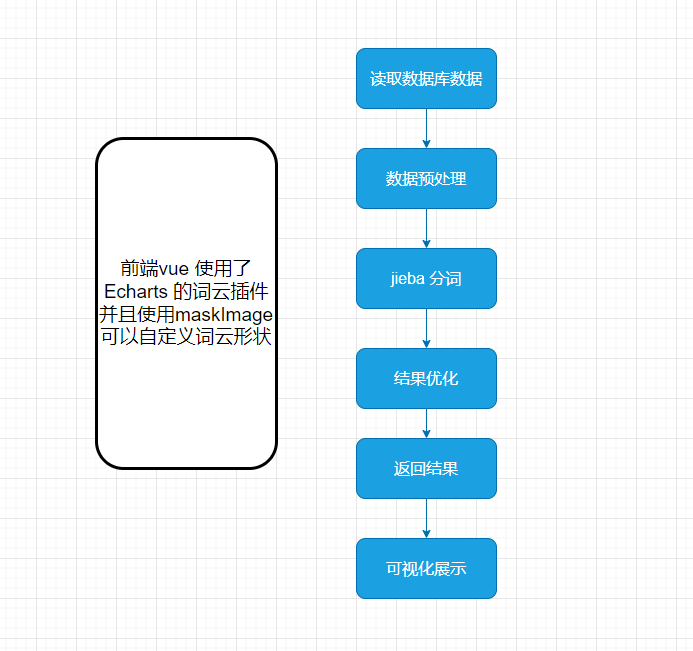 前端vue 使用了
Echarts 的词云插件
并且使用maskImage
可以自定义词云形状
读取数据库数据
数据预处理
jieba 分词
结果优化
返回结果
可视化展示